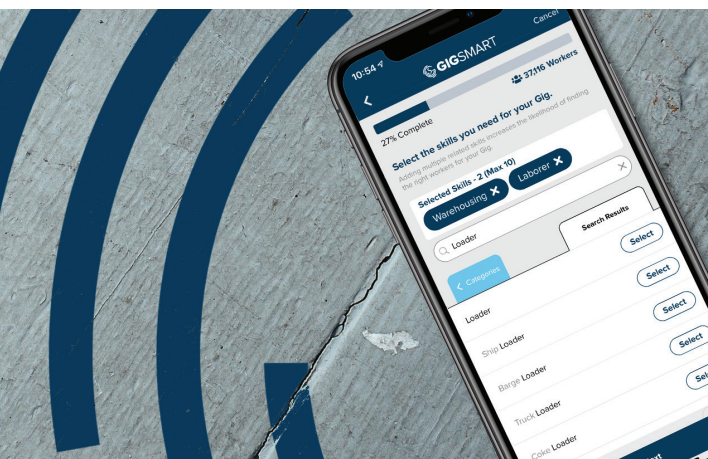 10:54
GIGSMART
Cancel
27% Complete
37,116 Workers
Select the skills you need for your Gig.
Adding multiple related skills increases the likelihood of finding
the right workers for your Gig.
Selected Skills - 2 (Max 10)
Warehousing X
Laborer X
Loader
Categories
Search Results
Loader
Select
Ship Loader
Select
Barge Loader
Select
Truck Loader
Select
Coke Loader